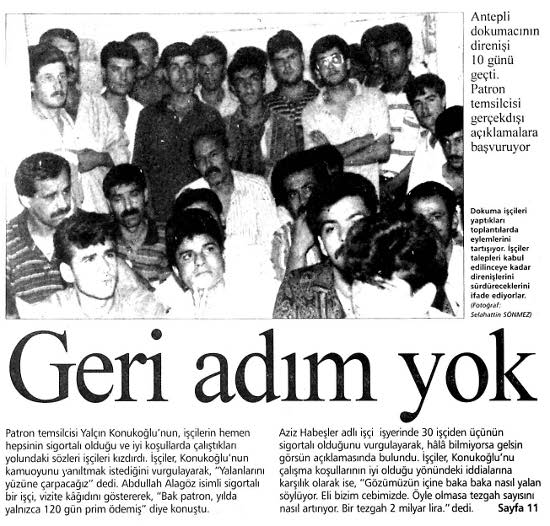 Antepli
dokumacının
direnişi
10 günü
geçti.
Patron
temsilcisi
gerçekdışı
açıklamalara
başvuruyor
Dokuma işçileri
yaptıkları
toplantılarda
eylemlerini
tartışıyor. İşçiler
talepleri kabul
edilinceye kadar
direnişlerini
sürdüreceklerini
ifade ediyorlar.
(Fotoğraf:
Selahattin SÖNMEZ)
Geri adım yok
Patron temsilcisi Yalçın Konukoğlu'nun, işçilerin hemen
hepsinin sigortalı olduğu ve iyi koşullarda çalıştıkları
yolundaki sözleri işçileri kızdırdı. İşçiler, Konukoğlu'nun
kamuoyunu yanıltmak istediğini vurgulayarak, "Yalanlarını
yüzüne çarpacağız" dedi. Abdullah Alagöz isimli sigortalı
bir işçi, vizite kâğıdını göstererek, "Bak patron, yılda
yalnızca 120 gün prim ödemiş" diye konuştu.
Aziz Habeşler adlı işçi işyerinde 30 işçiden üçünün
sigortalı olduğunu vurgulayarak, hâlâ bilmiyorsa gelsin
görsün açıklamasında bulundu. İşçiler, Konukoğlu'nu
çalışma koşullarının iyi olduğu yönündeki iddialarına
karşılık olarak ise, "Gözümüzün içine baka baka nasıl yalan
söylüyor. Eli bizim cebimizde. Öyle olmasa tezgah sayısını
nasıl artırıyor. Bir tezgah 2 milyar lira." dedi. Sayfa 11